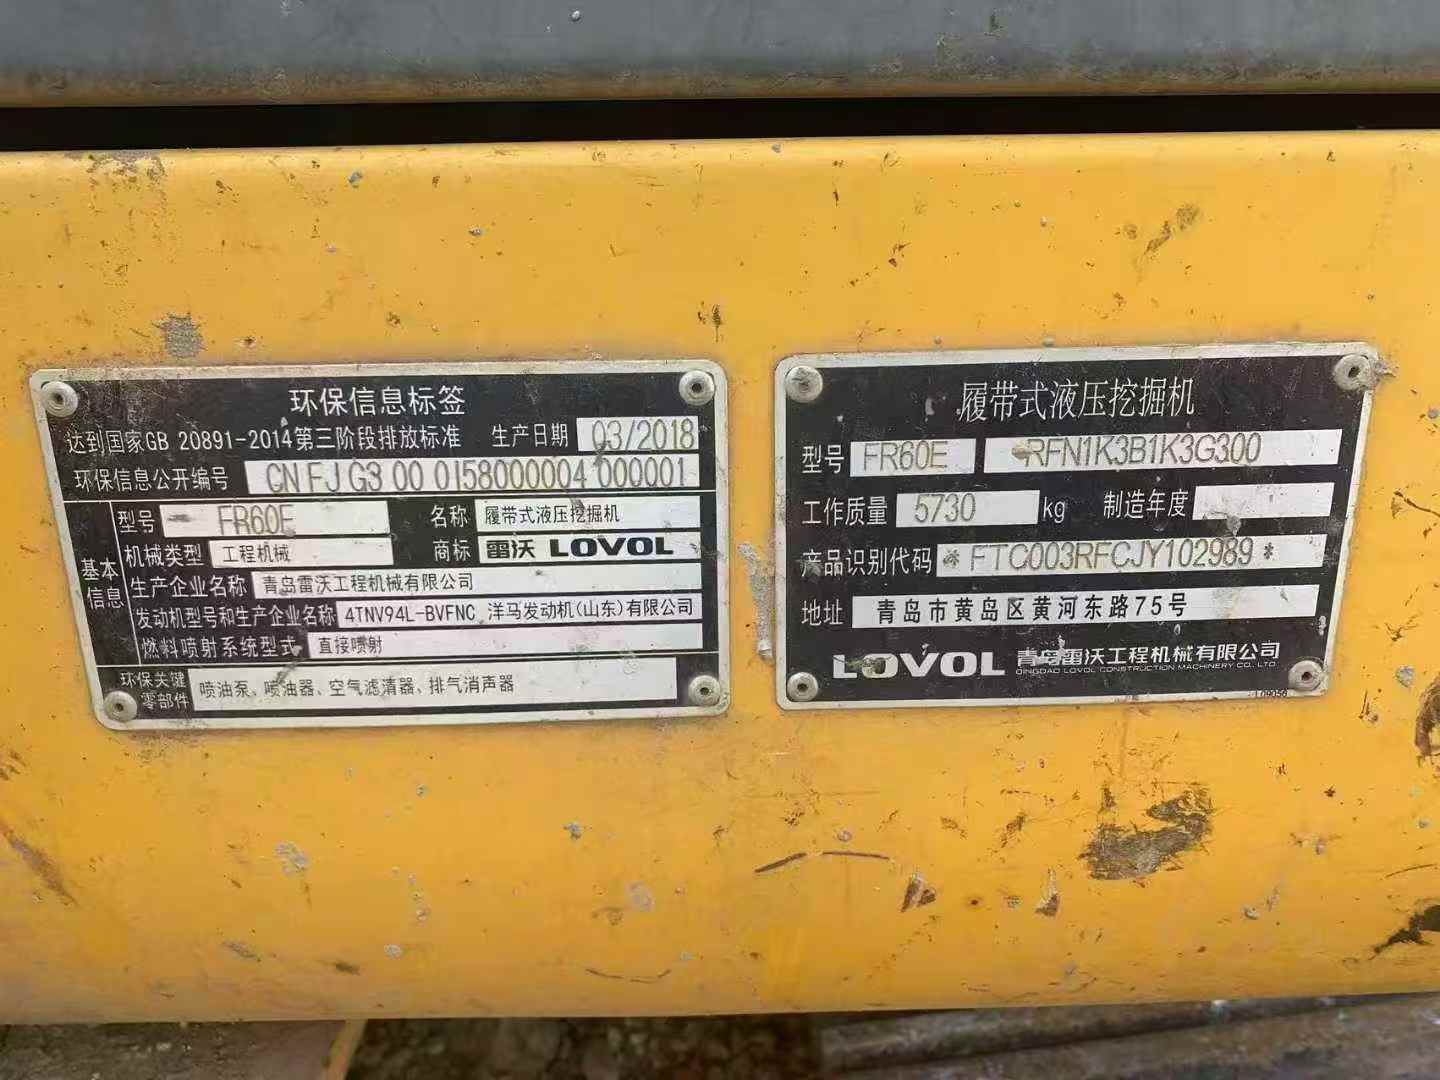 环保信息标签
达到国家GB 20891-2014第三阶段排放标准 生产日期 03/2018
环保信息公开编号 CN FJ G3 00 0158000004 000001
基本信息
型号 FR60E 名称 履带式液压挖掘机
机械类型 工程机械 商标 雷沃 LOVOL
生产企业名称 青岛雷沃工程机械有限公司
发动机型号和生产企业名称 4TNV94L-BVFNC 洋马发动机(山东)有限公司
燃料喷射系统型式 直接喷射
环保关键零部件 喷油泵、喷油器、空气滤清器、排气消声器
履带式液压挖掘机
型号 FR60E RFN1K3B1K3G300
工作质量 5730 kg 制造年度
产品识别代码 * FTC003RFCJY102989 *
地址 青岛市黄岛区黄河东路75号
LOVOL 青岛雷沃工程机械有限公司
QINGDAO LOVOL CONSTRUCTION MACHINERY CO., LTD